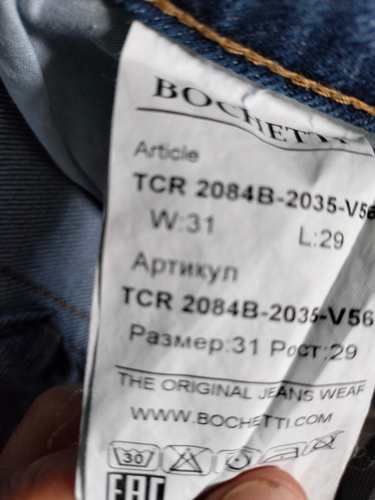 BOCHETTI
Article
TCR 2084B-2035-V56
W:31 L:29
Артикул
TCR 2084B-2035-V56
Размер:31 Рост:29
THE ORIGINAL JEANS WEAR
WWW.BOCHETTI.COM
30
EAC